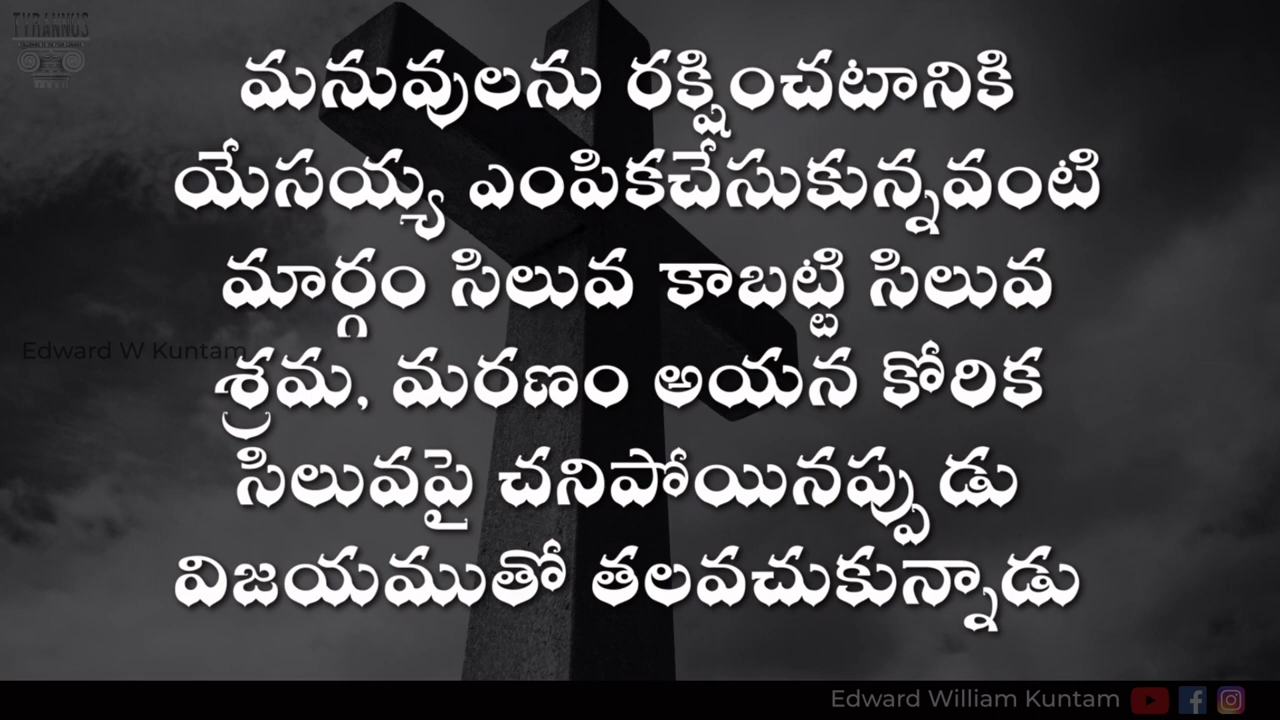 TYRANNUS
మనువులను రక్షించటానికి
యేసయ్య ఎంపికచేసుకున్నవంటి
మార్గం సిలువ కాబట్టి సిలువ
Edward W Kuntam
శ్రమ, మరణం అయన కోరిక
సిలువపై చనిపోయినప్పుడు
విజయముతో తలవచుకున్నాడు
Edward William Kuntam